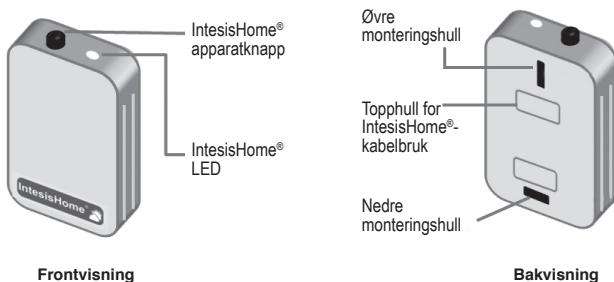 IntesisHome®
apparatknapp
IntesisHome®
LED
IntesisHome®
Frontvisning
Øvre
monteringshull
Topphull for
IntesisHome®-
kabelbruk
Nedre
monteringshull
Bakvisning